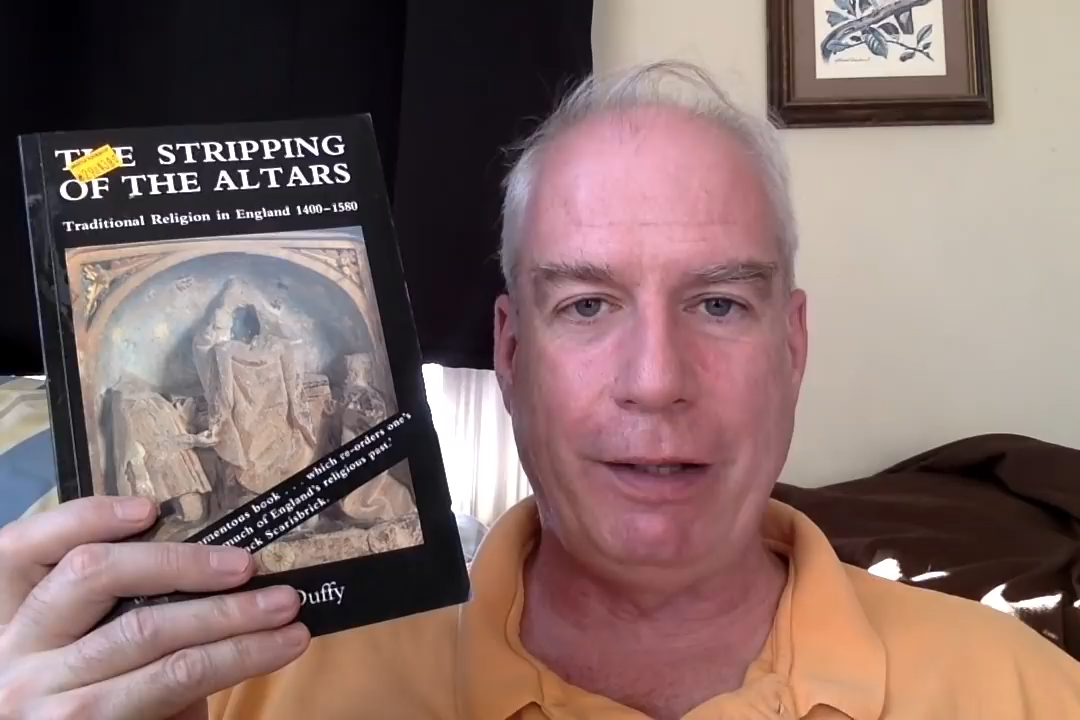 THE STRIPPING
OF THE ALTARS
Traditional Religion in England 1400–1580
book . . . which re-orders one's
much of England's religious past.'
Scarisbrick.
Duffy